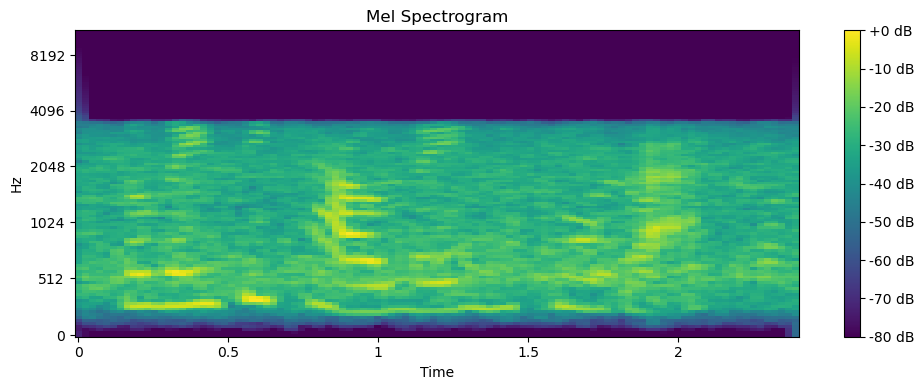 Mel Spectrogram
+0 dB
8192
-10 dB
4096
-20 dB
-30 dB
2048
Hz
-40 dB
1024
-50 dB
512
-60 dB
-70 dB
0
-80 dB
0
0.5
1
1.5
2
Time